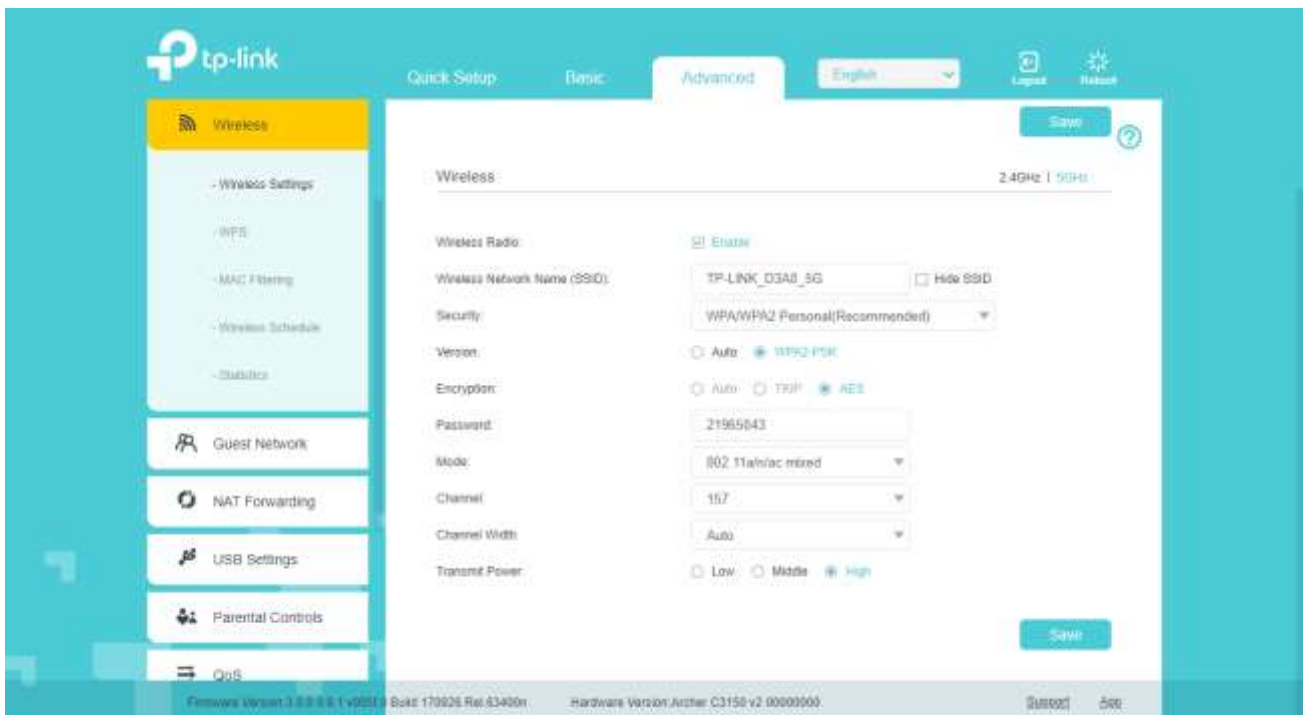 tp-link
Quick Setup Basic Advanced English Logout Reboot
Wireless
Save
- Wireless Settings
- WPS
- MAC Filtering
- Wireless Schedule
- Statistics
Guest Network
NAT Forwarding
USB Settings
Parental Controls
QoS
Wireless 2.4GHz | 5GHz
Wireless Radio: Enable
Wireless Network Name (SSID): TP-LINK_D3A8_5G Hide SSID
Security: WPA/WPA2 Personal(Recommended)
Version: Auto WPA2-PSK
Encryption: Auto TKIP AES
Password: 21965043
Mode: 802.11a/n/ac mixed
Channel: 157
Channel Width: Auto
Transmit Power: Low Middle High
Save
Firmware Version: Build 170926 Rel.63400n Hardware Version:Archer C3150 v2 00000000 Support App